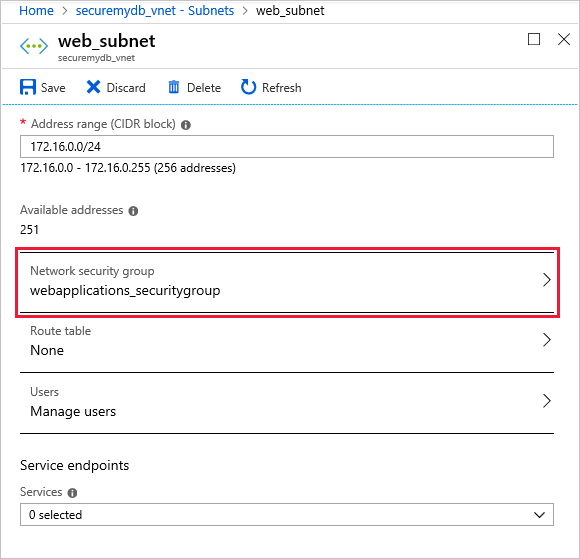 Home > securemydb_vnet - Subnets > web_subnet
web_subnet
securemydb_vnet
Save Discard Delete Refresh
* Address range (CIDR block)
172.16.0.0/24
172.16.0.0 - 172.16.0.255 (256 addresses)
Available addresses
251
Network security group
webapplications_securitygroup
Route table
None
Users
Manage users
Service endpoints
Services
0 selected